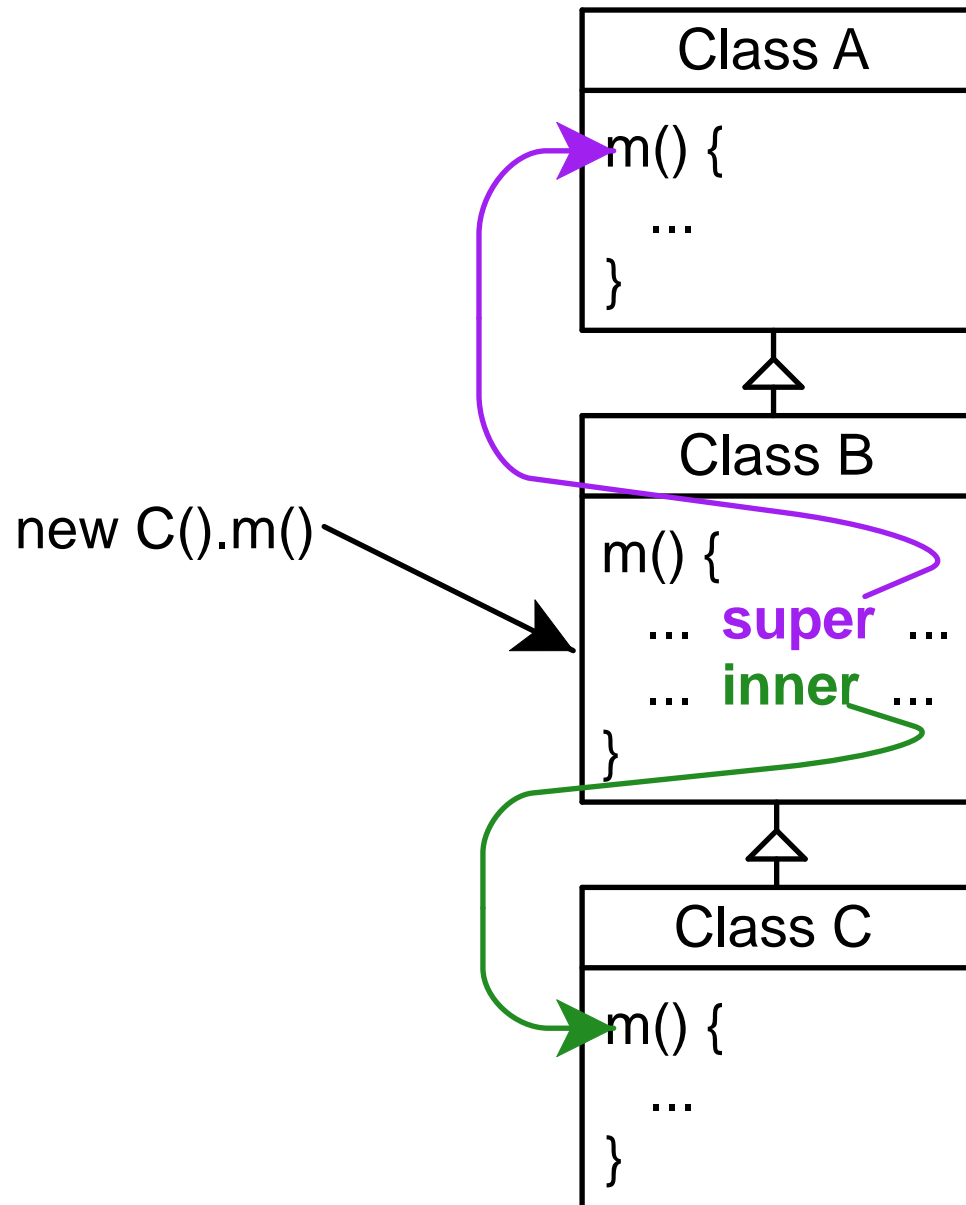 Class A
m() {
...
}
Class B
new C().m()
m() {
... super ...
... inner ...
}
Class C
m() {
...
}